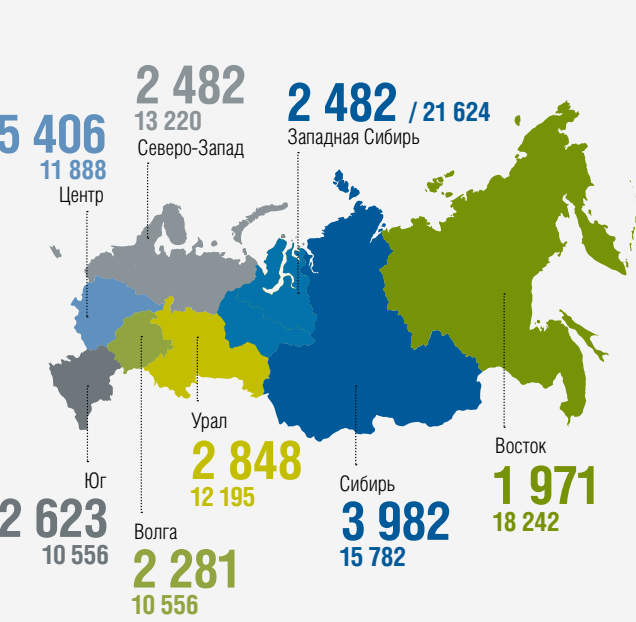 2 482
13 220
Северо-Запад
2 482 / 21 624
Западная Сибирь
5 406
11 888
Центр
Урал
2 848
12 195
Восток
1 971
18 242
Юг
2 623
10 556
Сибирь
3 982
15 782
Волга
2 281
10 556